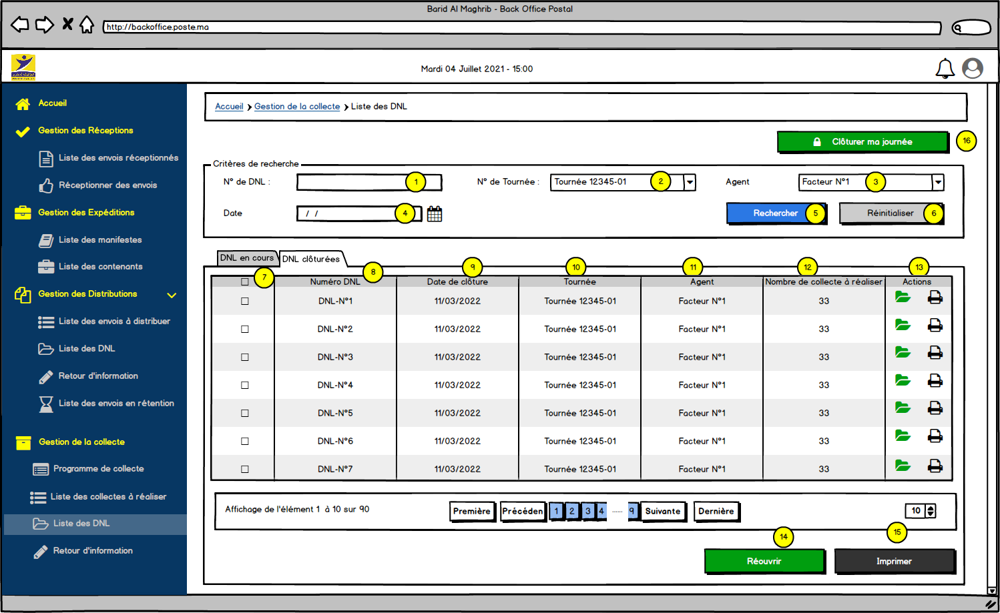 Barid Al Maghrib - Back Office Postal
http://backoffice.poste.ma
Mardi 04 Juillet 2021 - 15:00
Accueil
Gestion des Réceptions
Liste des envois réceptionnés
Réceptionner des envois
Gestion des Expéditions
Liste des manifestes
Liste des contenants
Gestion des Distributions
Liste des envois à distribuer
Liste des DNL
Retour d'information
Liste des envois en rétention
Gestion de la collecte
Programme de collecte
Liste des collectes à réaliser
Liste des DNL
Retour d'information
Accueil Gestion de la collecte Liste des DNL
Clôturer ma journée 16
Critères de recherche
N° de DNL : 1 N° de Tournée : Tournée 12345-01 2 Agent Facteur N°1 3
Date / / 4 Rechercher 5 Réinitialiser 6
DNL en cours DNL clôturées
7 8 9 10 11 12 13
Numéro DNL Date de clôture Tournée Agent Nombre de collecte à réaliser Actions
DNL-N°1 11/03/2022 Tournée 12345-01 Facteur N°1 33
DNL-N°2 11/03/2022 Tournée 12345-01 Facteur N°1 33
DNL-N°3 11/03/2022 Tournée 12345-01 Facteur N°1 33
DNL-N°4 11/03/2022 Tournée 12345-01 Facteur N°1 33
DNL-N°5 11/03/2022 Tournée 12345-01 Facteur N°1 33
DNL-N°6 11/03/2022 Tournée 12345-01 Facteur N°1 33
DNL-N°7 11/03/2022 Tournée 12345-01 Facteur N°1 33
Affichage de l'élément 1 à 10 sur 90 Première Précéden 1 2 3 4 ...... 9 Suivante Dernière 10
14 15
Réouvrir Imprimer